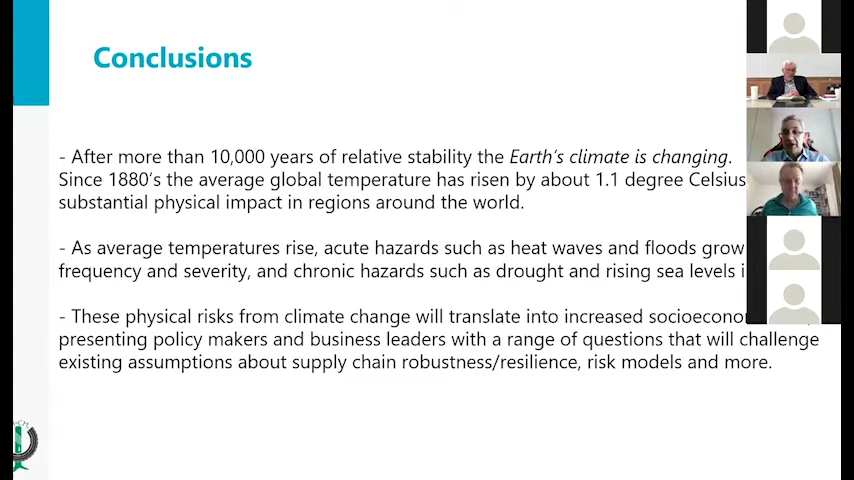 Conclusions
- After more than 10,000 years of relative stability the Earth's climate is changing.
Since 1880's the average global temperature has risen by about 1.1 degree Celsius
substantial physical impact in regions around the world.
- As average temperatures rise, acute hazards such as heat waves and floods grow
frequency and severity, and chronic hazards such as drought and rising sea levels
- These physical risks from climate change will translate into increased
presenting policy makers and business leaders with a range of questions that will challenge
existing assumptions about supply chain robustness/resilience, risk models and more.